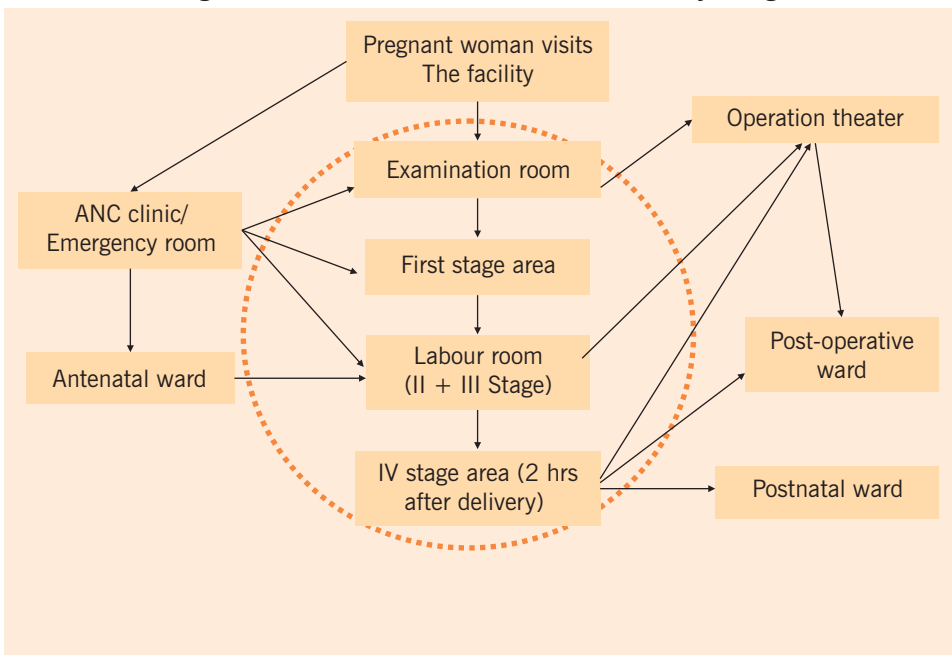 Pregnant woman visits
The facility
Operation theater
Examination room
ANC clinic/
Emergency room
First stage area
Labour room
(II + III Stage)
Post-operative
ward
Antenatal ward
IV stage area (2 hrs
after delivery)
Postnatal ward